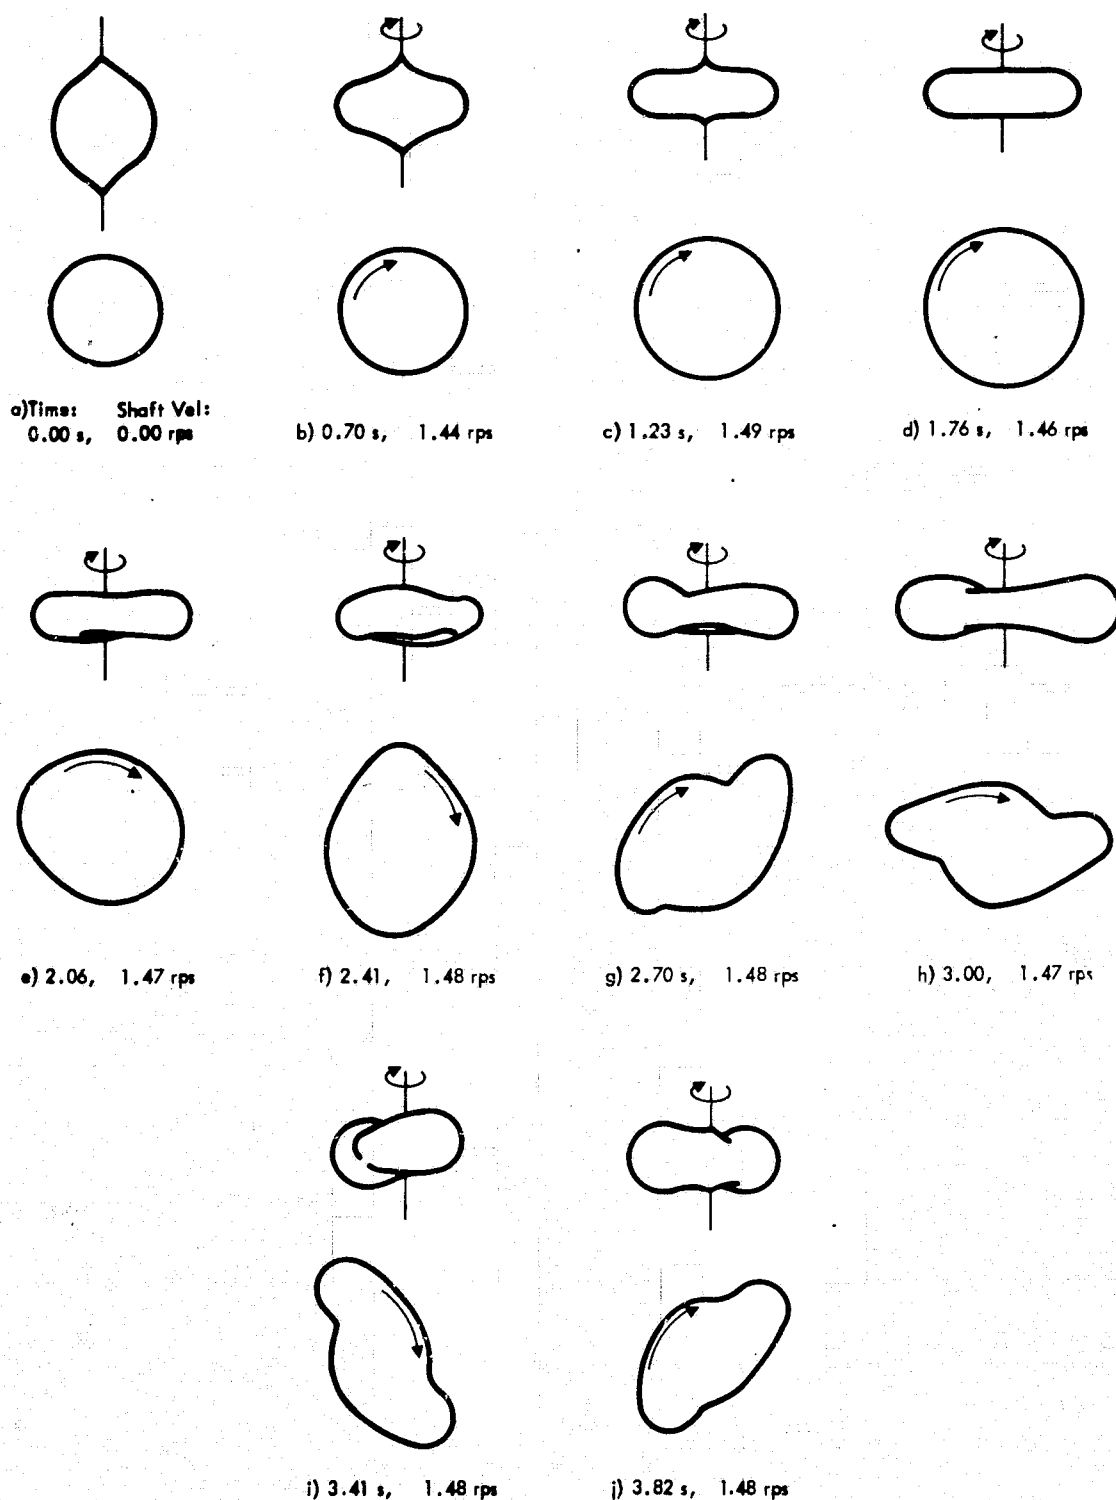 a)Time: Shaft Vel:
0.00 s, 0.00 rps
b) 0.70 s, 1.44 rps
c) 1.23 s, 1.49 rps
d) 1.76 s, 1.46 rps
e) 2.06, 1.47 rps
f) 2.41, 1.48 rps
g) 2.70 s, 1.48 rps
h) 3.00, 1.47 rps
i) 3.41 s, 1.48 rps
j) 3.82 s, 1.48 rps